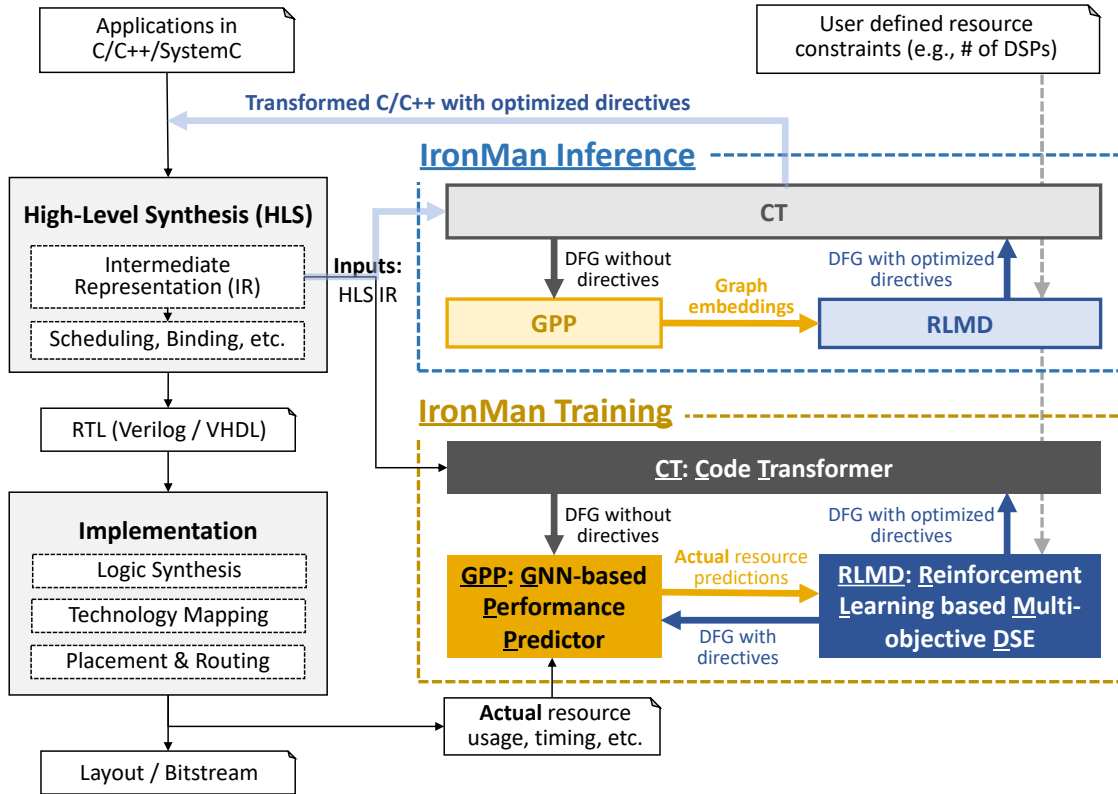 Applications in
C/C++/SystemC
User defined resource
constraints (e.g., # of DSPs)
Transformed C/C++ with optimized directives
IronMan Inference
High-Level Synthesis (HLS)
Intermediate
Representation (IR)
Scheduling, Binding, etc.
Inputs:
HLS IR
CT
DFG without
directives
DFG with optimized
directives
Graph
embeddings
GPP
RLMD
RTL (Verilog / VHDL)
IronMan Training
CT: Code Transformer
DFG without
directives
DFG with optimized
directives
Implementation
Logic Synthesis
Technology Mapping
Placement & Routing
GPP: GNN-based
Performance
Predictor
Actual resource
predictions
DFG with
directives
RLMD: Reinforcement
Learning based Multi-
objective DSE
Actual resource
usage, timing, etc.
Layout / Bitstream